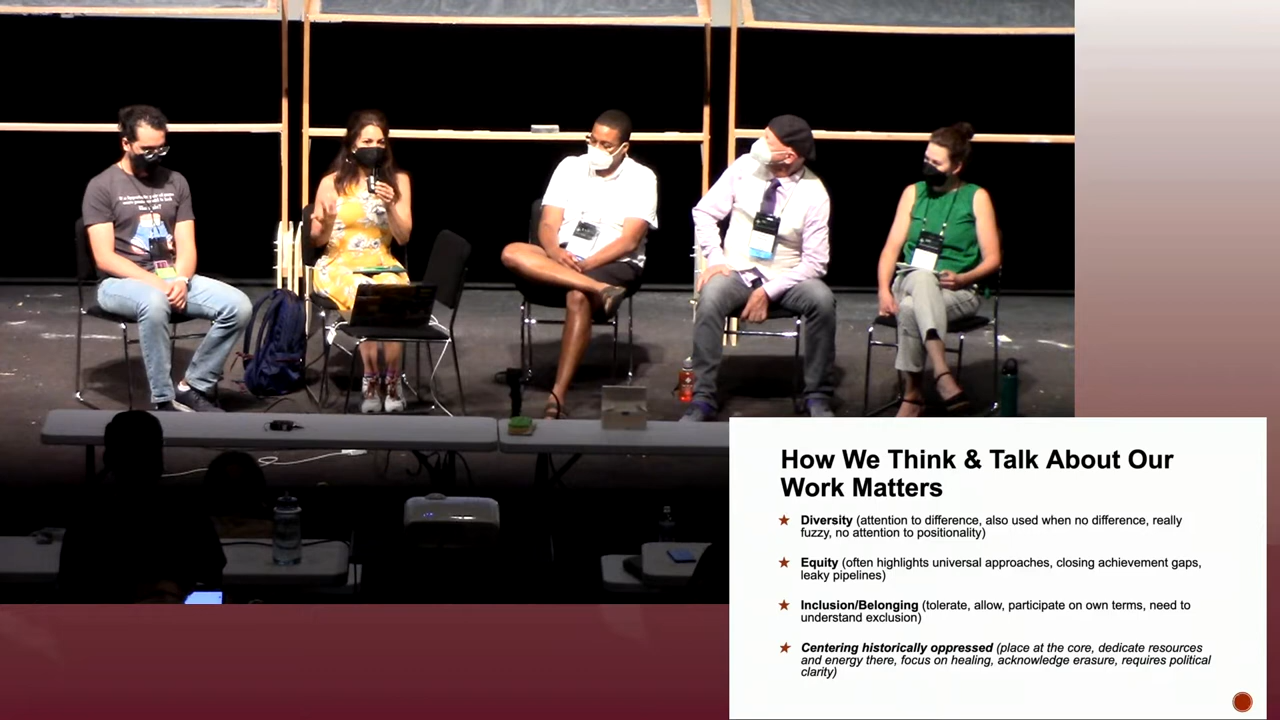 How We Think & Talk About Our
Work Matters
Diversity (attention to difference, also used when no difference, really
fuzzy, no attention to positionality)
Equity (often highlights universal approaches, closing achievement gaps,
leaky pipelines)
Inclusion/Belonging (tolerate, allow, participate on own terms, need to
understand exclusion)
Centering historically oppressed (place at the core, dedicate resources
and energy there, focus on healing, acknowledge erasure, requires political
clarity)